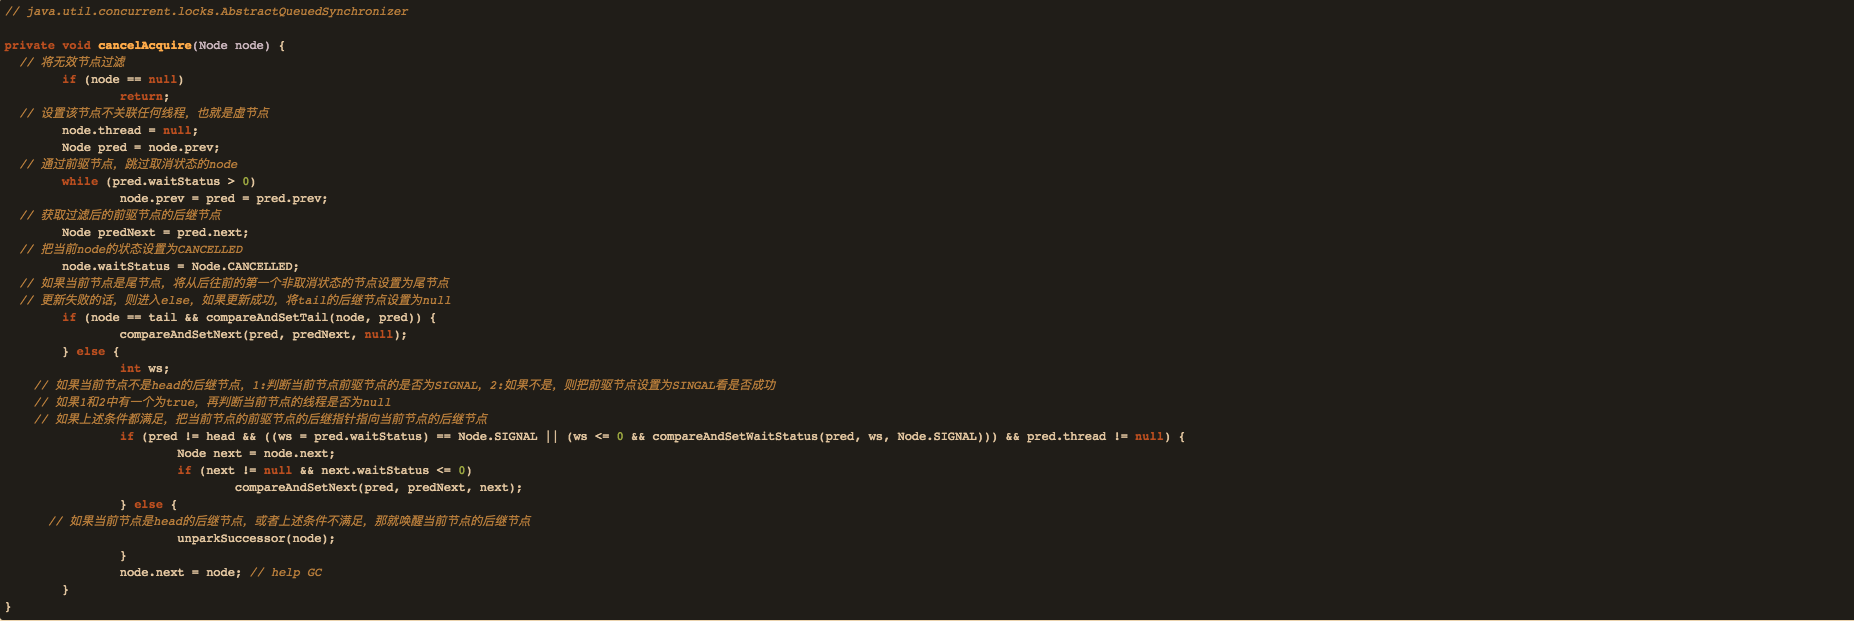 // java.util.concurrent.locks.AbstractQueuedSynchronizer
private void cancelAcquire(Node node) {
// 将无效节点过滤
if (node == null)
return;
// 设置该节点不关联任何线程，也就是虚节点
node.thread = null;
Node pred = node.prev;
// 通过前驱节点，跳过取消状态的node
while (pred.waitStatus > 0)
node.prev = pred = pred.prev;
// 获取过滤后的前驱节点的后继节点
Node predNext = pred.next;
// 把当前node的状态设置为CANCELLED
node.waitStatus = Node.CANCELLED;
// 如果当前节点是尾节点，将从后往前的第一个非取消状态的节点设置为尾节点
// 更新失败的话，则进入else，如果更新成功，将tail的后继节点设置为null
if (node == tail && compareAndSetTail(node, pred)) {
compareAndSetNext(pred, predNext, null);
} else {
int ws;
// 如果当前节点不是head的后继节点，1:判断当前节点前驱节点的是否为SIGNAL，2:如果不是，则把前驱节点设置为SINGAL看是否成功
// 如果1和2中有一个为true，再判断当前节点的线程是否为null
// 如果上述条件都满足，把当前节点的前驱节点的后继指针指向当前节点的后继节点
if (pred != head && ((ws = pred.waitStatus) == Node.SIGNAL || (ws <= 0 && compareAndSetWaitStatus(pred, ws, Node.SIGNAL))) && pred.thread != null) {
Node next = node.next;
if (next != null && next.waitStatus <= 0)
compareAndSetNext(pred, predNext, next);
} else {
// 如果当前节点是head的后继节点，或者上述条件不满足，那就唤醒当前节点的后继节点
unparkSuccessor(node);
}
node.next = node; // help GC
}
}